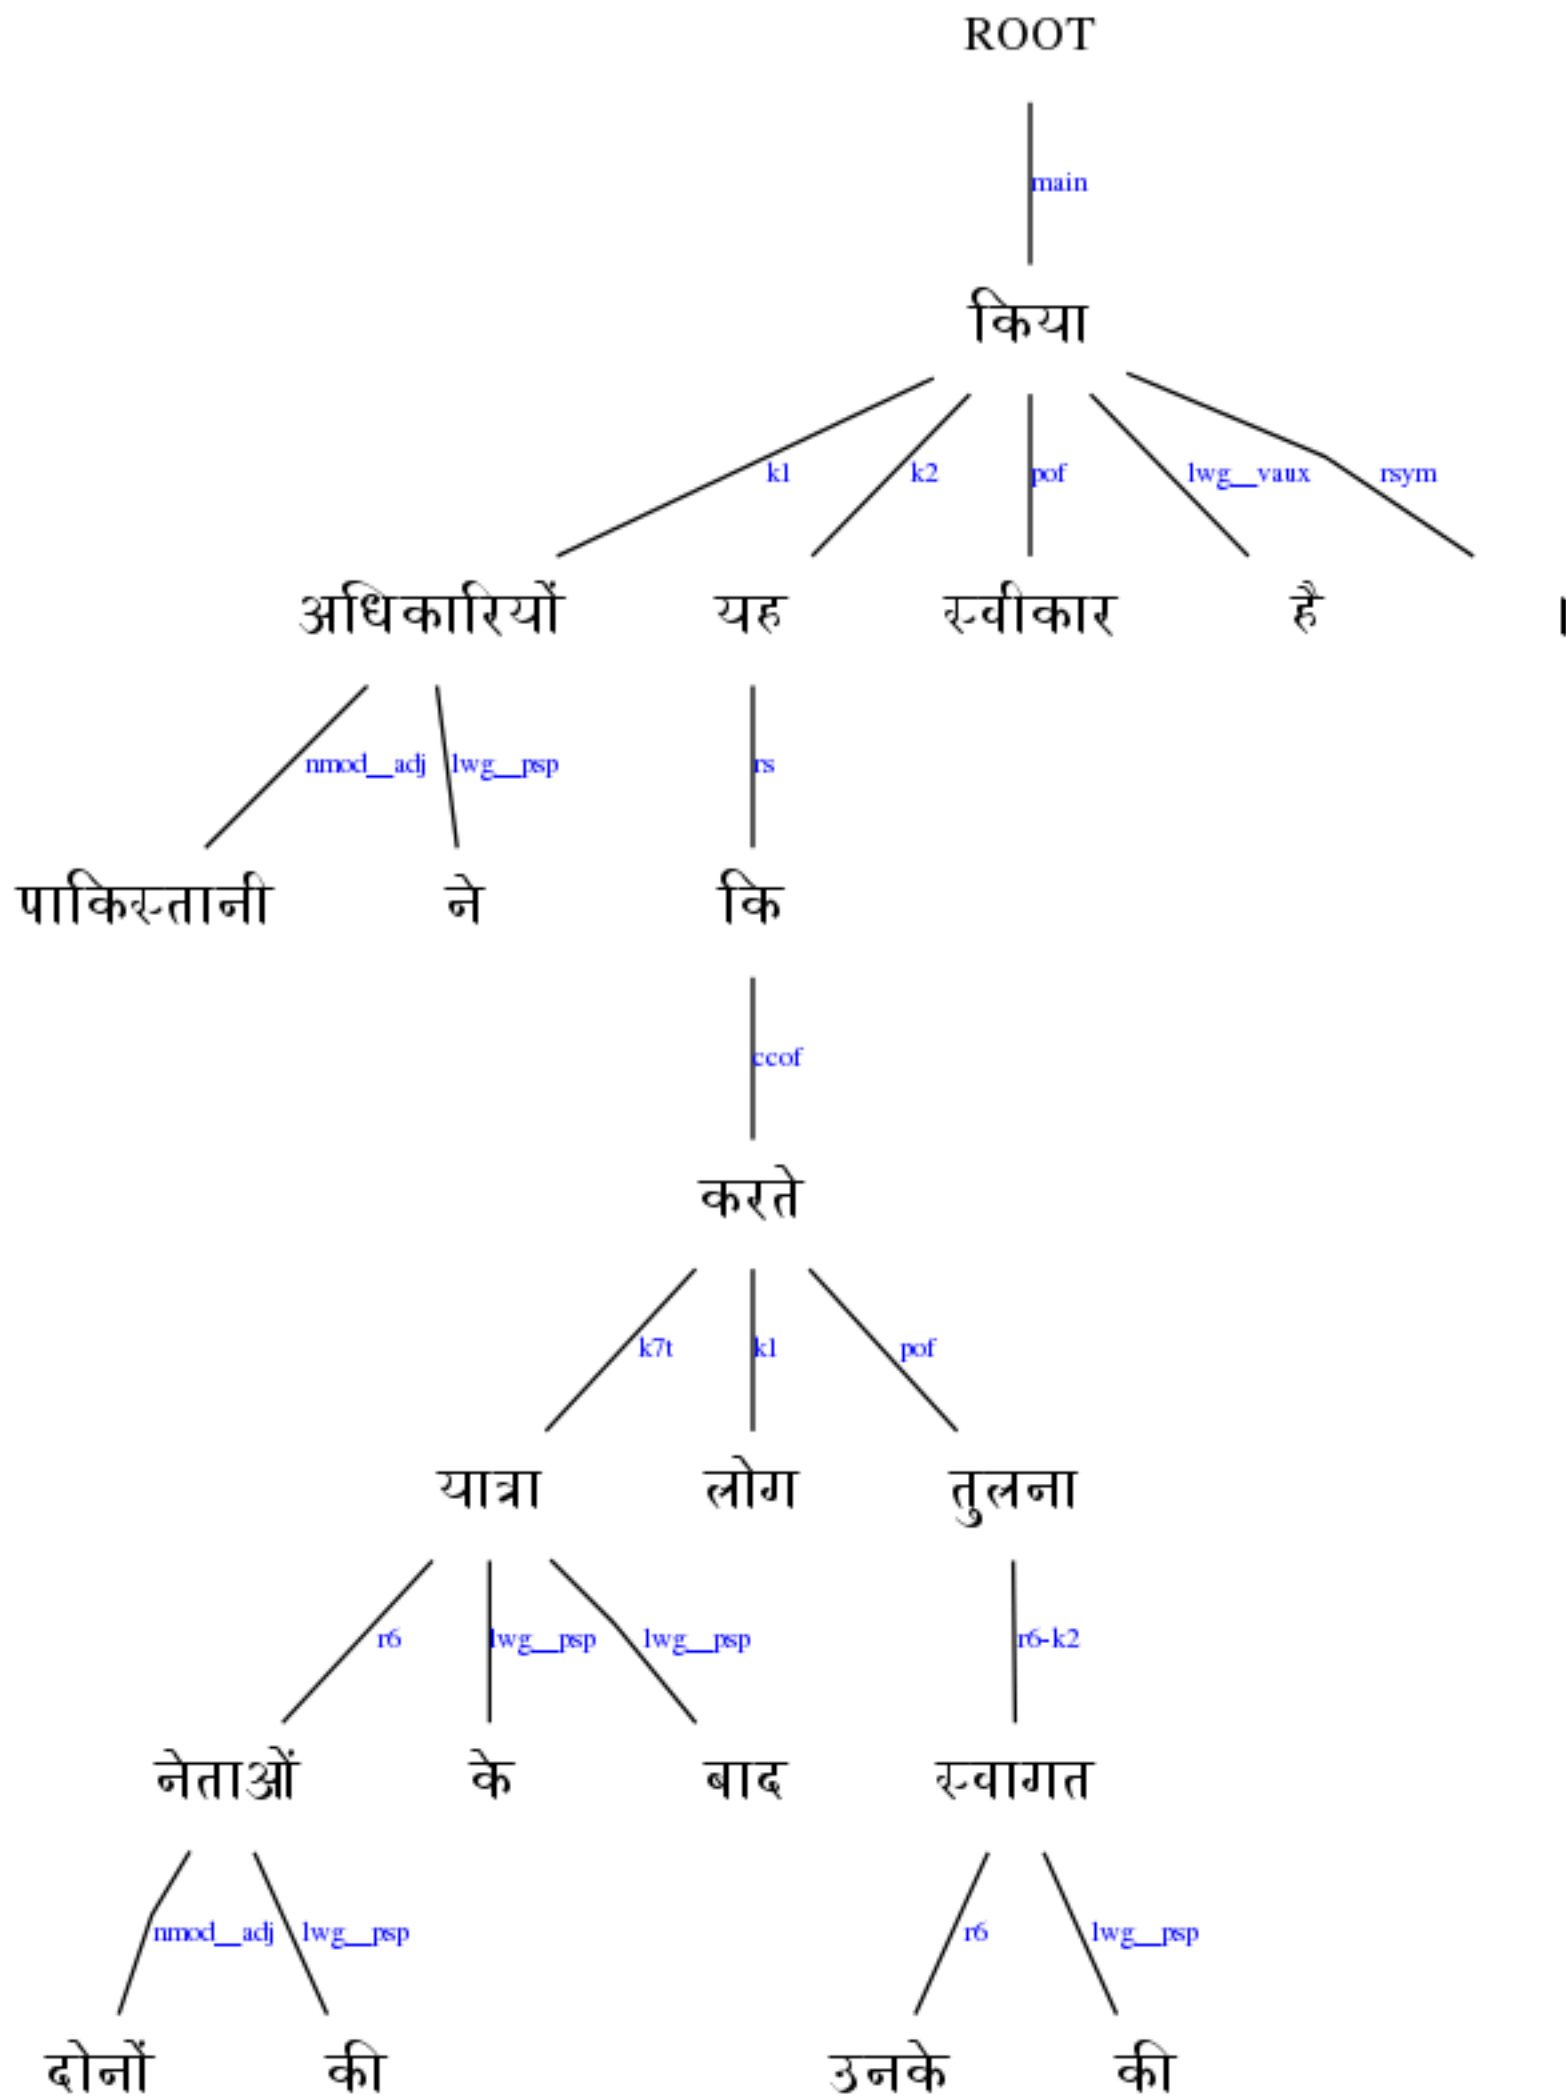 ROOT
main
किया
k1 k2 pof lwg__vaux rsym
अधिकारियों यह स्वीकार है ।
nmod__adj lwg__psp rs
पाकिस्तानी ने कि
ccof
करते
k7t k1 pof
यात्रा लोग तुलना
r6 lwg__psp lwg__psp r6-k2
नेताओं के बाद स्वागत
nmod__adj lwg__psp r6 lwg__psp
दोनों की उनके की